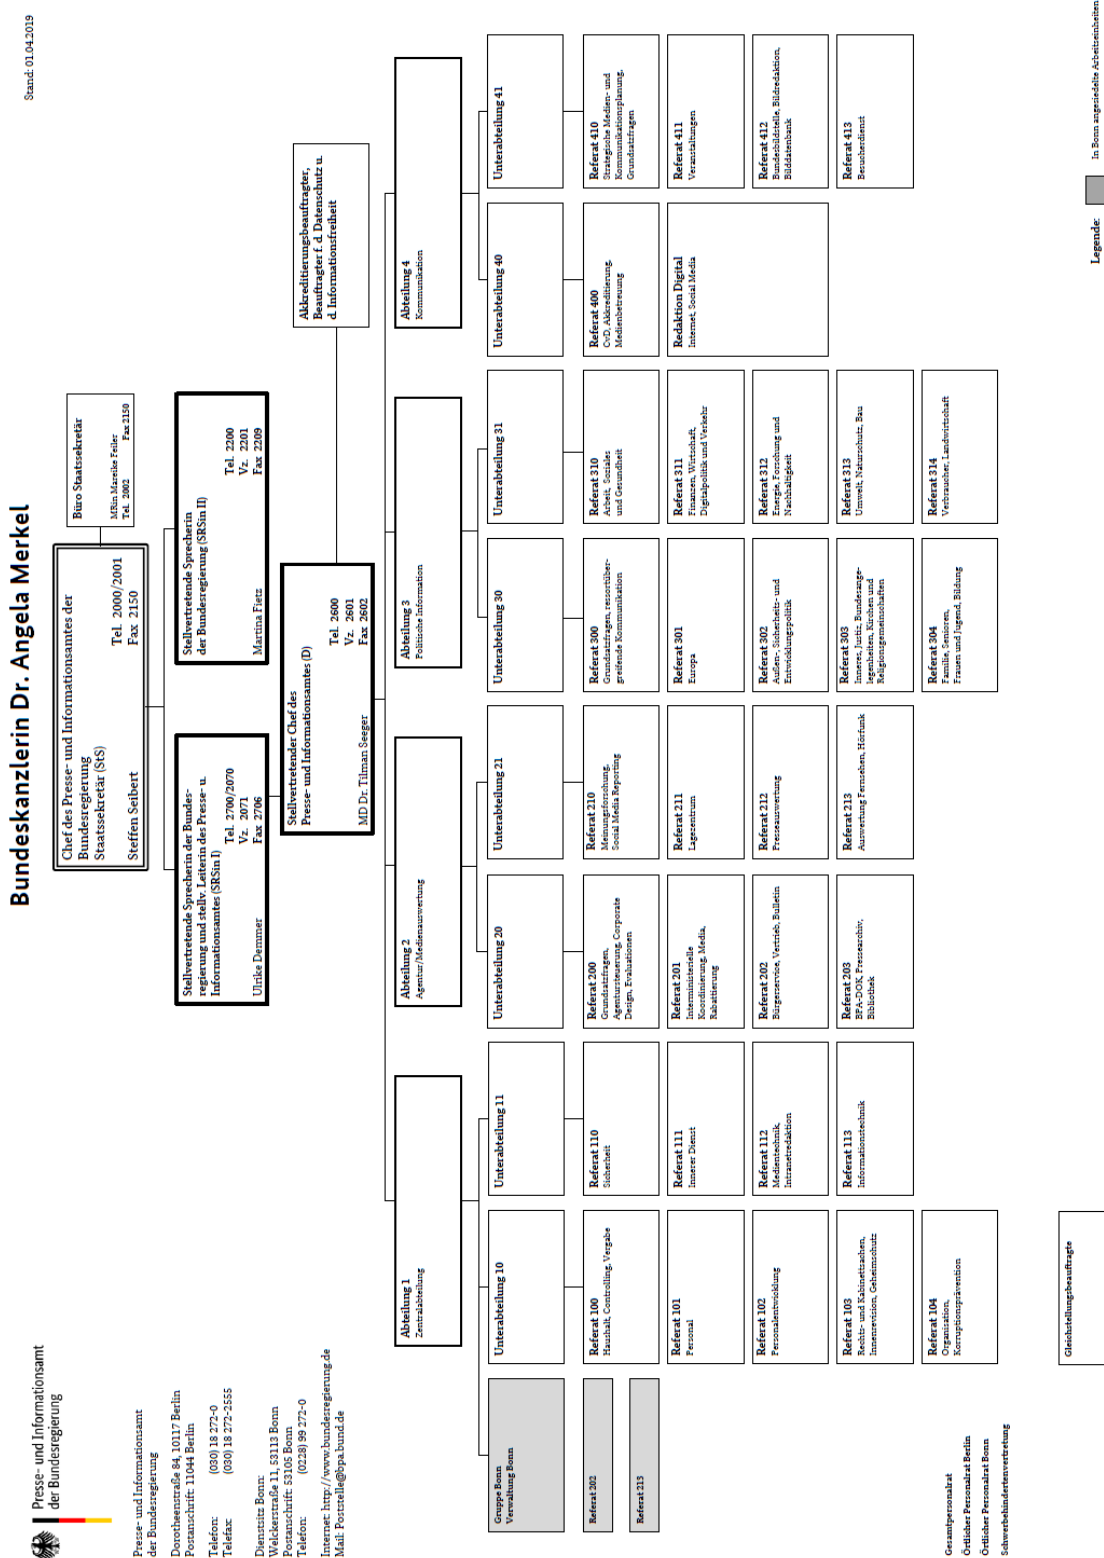 Presse- und Informationsamt
der Bundesregierung
Bundeskanzlerin Dr. Angela Merkel
Stand: 01.04.2019
Presse- und Informationsamt
der Bundesregierung
Dorotheenstraße 84, 10117 Berlin
Postanschrift: 11044 Berlin
Telefon: (030) 18 272-0
Telefax: (030) 18 272-2555
Dienstsitz Bonn:
Welckerstraße 11, 53113 Bonn
Postanschrift: 53105 Bonn
Telefon: (0228) 99 272-0
Internet: http://www.bundesregierung.de
Mail: Poststelle@bpa.bund.de
Chef des Presse- und Informationsamtes der
Bundesregierung
Staatssekretär (StS)
Tel. 2000/2001
Steffen Seibert Fax 2150
Büro Staatssekretär
MRin Mareike Feiler
Tel. 2002 Fax 2150
Stellvertretende Sprecherin der Bundes-
regierung und stellv. Leiterin des Presse- u.
Informationsamtes (SRSin I)
Tel. 2700/2070
Vz. 2071
Ulrike Demmer Fax 2706
Stellvertretende Sprecherin
der Bundesregierung (SRSin II)
Tel. 2200
Vz. 2201
Martina Fietz Fax 2209
Stellvertretender Chef des
Presse- und Informationsamtes (D)
Tel. 2600
Vz. 2601
MD Dr. Tilman Seeger Fax 2602
Akkreditierungsbeauftragter,
Beauftragter f. d. Datenschutz u.
d. Informationsfreiheit
Abteilung 1
Zentralabteilung
Abteilung 2
Agentur/Medienauswertung
Abteilung 3
Politische Information
Abteilung 4
Kommunikation
Gruppe Bonn
Verwaltung Bonn
Referat 202
Referat 213
Unterabteilung 10
Referat 100
Haushalt, Controlling, Vergabe
Referat 101
Personal
Referat 102
Personalentwicklung
Referat 103
Rechts- und Kabinettsachen,
Innenrevision, Geheimschutz
Referat 104
Organisation,
Korruptionsprävention
Unterabteilung 11
Referat 110
Sicherheit
Referat 111
Innerer Dienst
Referat 112
Medientechnik,
Intranetredaktion
Referat 113
Informationstechnik
Unterabteilung 20
Referat 200
Grundsatzfragen,
Agentursteuerung, Corporate
Design, Evaluationen
Referat 201
Interministerielle
Koordinierung, Media,
Rabattierung
Referat 202
Bürgerservice, Vertrieb, Bulletin
Referat 203
BPA-DOK, Pressearchiv,
Bibliothek
Unterabteilung 21
Referat 210
Meinungsforschung,
Social Media Reporting
Referat 211
Lagezentrum
Referat 212
Presseauswertung
Referat 213
Auswertung Fernsehen, Hörfunk
Unterabteilung 30
Referat 300
Grundsatzfragen, ressortüber-
greifende Kommunikation
Referat 301
Europa
Referat 302
Außen-, Sicherheits- und
Entwicklungspolitik
Referat 303
Inneres, Justiz, Bundesange-
legenheiten, Kirchen und
Religionsgemeinschaften
Referat 304
Familie, Senioren,
Frauen und Jugend, Bildung
Unterabteilung 31
Referat 310
Arbeit, Soziales
und Gesundheit
Referat 311
Finanzen, Wirtschaft,
Digitalpolitik und Verkehr
Referat 312
Energie, Forschung und
Nachhaltigkeit
Referat 313
Umwelt, Naturschutz, Bau
Referat 314
Verbraucher, Landwirtschaft
Unterabteilung 40
Referat 400
CvD, Akkreditierung,
Medienbetreuung
Redaktion Digital
Internet, Social Media
Unterabteilung 41
Referat 410
Strategische Medien- und
Kommunikationsplanung,
Grundsatzfragen
Referat 411
Veranstaltungen
Referat 412
Bundesbildstelle, Bildredaktion,
Bilddatenbank
Referat 413
Besucherdienst
Gesamtpersonalrat
Örtlicher Personalrat Berlin
Örtlicher Personalrat Bonn
Schwerbehindertenvertretung
Gleichstellungsbeauftragte
Legende: In Bonn angesiedelte Arbeitseinheiten